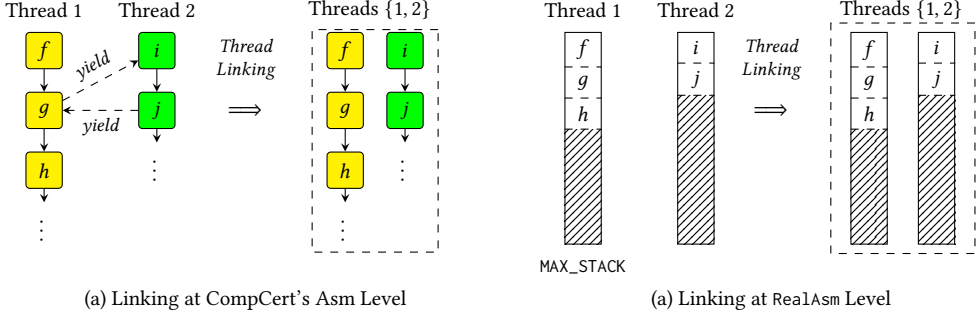 Thread 1 Thread 2 Threads {1, 2}
f i f i
yield
Thread
Linking
g j g j
yield
⟹
h h
⋮ ⋮ ⋮ ⋮
(a) Linking at CompCert's Asm Level
Thread 1 Thread 2 Threads {1, 2}
f i f i
Thread
Linking
g j g j
⟹
h h
MAX_STACK
(a) Linking at RealAsm Level